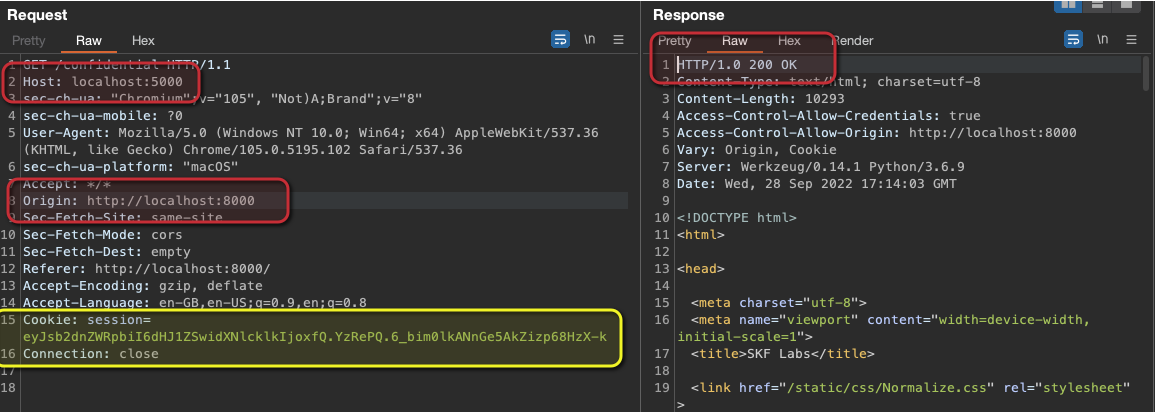 Request
Pretty Raw Hex
\n
1 GET /confidential HTTP/1.1
2 Host: localhost:5000
3 sec-ch-ua: "Chromium";v="105", "Not)A;Brand";v="8"
4 sec-ch-ua-mobile: ?0
5 User-Agent: Mozilla/5.0 (Windows NT 10.0; Win64; x64) AppleWebKit/537.36
(KHTML, like Gecko) Chrome/105.0.5195.102 Safari/537.36
6 sec-ch-ua-platform: "macOS"
7 Accept: */*
8 Origin: http://localhost:8000
9 Sec-Fetch-Site: same-site
10 Sec-Fetch-Mode: cors
11 Sec-Fetch-Dest: empty
12 Referer: http://localhost:8000/
13 Accept-Encoding: gzip, deflate
14 Accept-Language: en-GB,en-US;q=0.9,en;q=0.8
15 Cookie: session=
eyJsb2dnZWRpbiI6dHJ1ZSwidXNlcklkIjoxfQ.YzRePQ.6_bim0lkANnGe5AkZizp68HzX-k
16 Connection: close
17
18
Response
Pretty Raw Hex Render
\n
1 HTTP/1.0 200 OK
2 Content-Type: text/html; charset=utf-8
3 Content-Length: 10293
4 Access-Control-Allow-Credentials: true
5 Access-Control-Allow-Origin: http://localhost:8000
6 Vary: Origin, Cookie
7 Server: Werkzeug/0.14.1 Python/3.6.9
8 Date: Wed, 28 Sep 2022 17:14:03 GMT
9
10 <!DOCTYPE html>
11 <html>
12
13 <head>
14
15 <meta charset="utf-8">
16 <meta name="viewport" content="width=device-width,
initial-scale=1">
17 <title>SKF Labs</title>
18
19 <link href="/static/css/Normalize.css" rel="stylesheet"
>